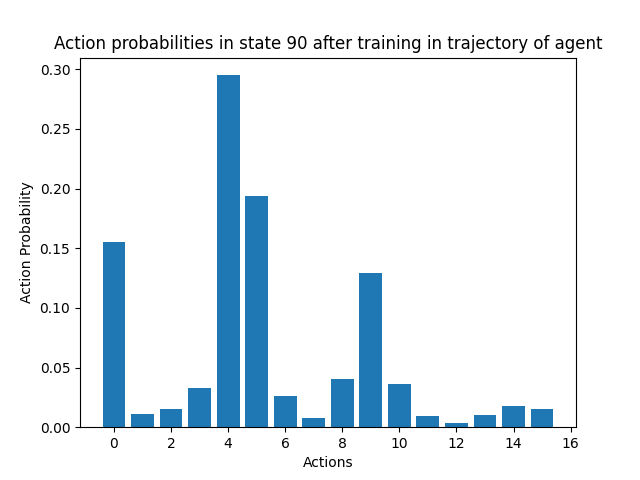 Action probabilities in state 90 after training in trajectory of agent
0.30
0.25
0.20
0.15
0.10
0.05
0.00
Action Probability
0 2 4 6 8 10 12 14 16
Actions